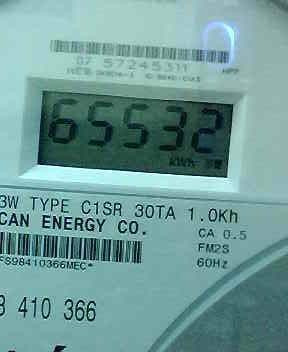 07 57245311
65532
KWh
3W TYPE C1SR 30TA 1.0Kh
CAN ENERGY CO.
CA 0.5
FM2S
60Hz
FS98410366MEC*
8 410 366